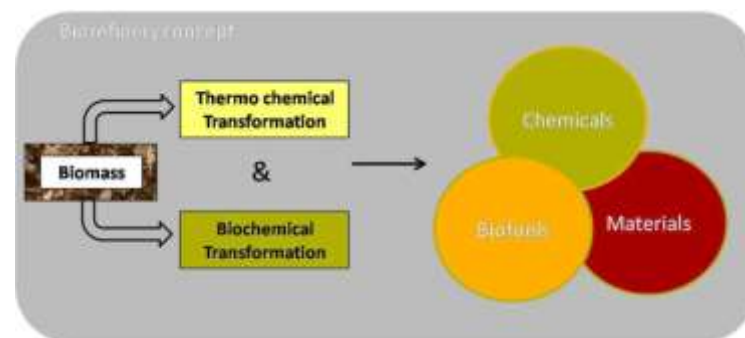 Biorefinery concept
Thermo chemical
Transformation
Biomass
&
Biochemical
Transformation
Chemicals
Biofuels
Materials